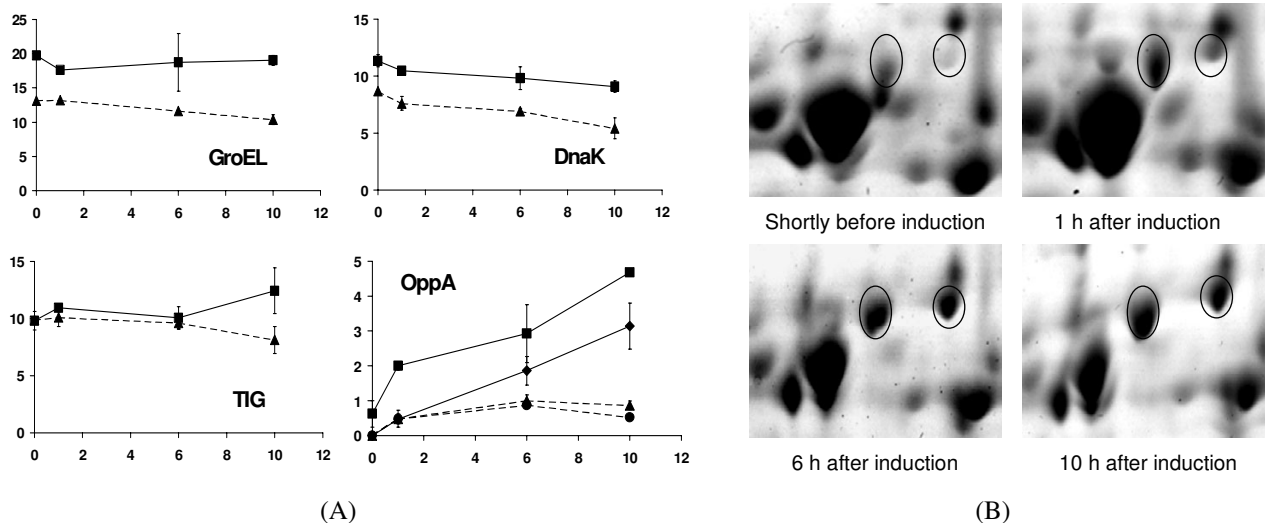 25
20
15
10
5
0
GroEL
0 2 4 6 8 10 12
15
10
5
0
DnaK
0 2 4 6 8 10 12
15
10
5
0
TIG
0 2 4 6 8 10 12
5
4
3
2
1
0
OppA
0 2 4 6 8 10 12
(A)
Shortly before induction
1 h after induction
6 h after induction
10 h after induction
(B)